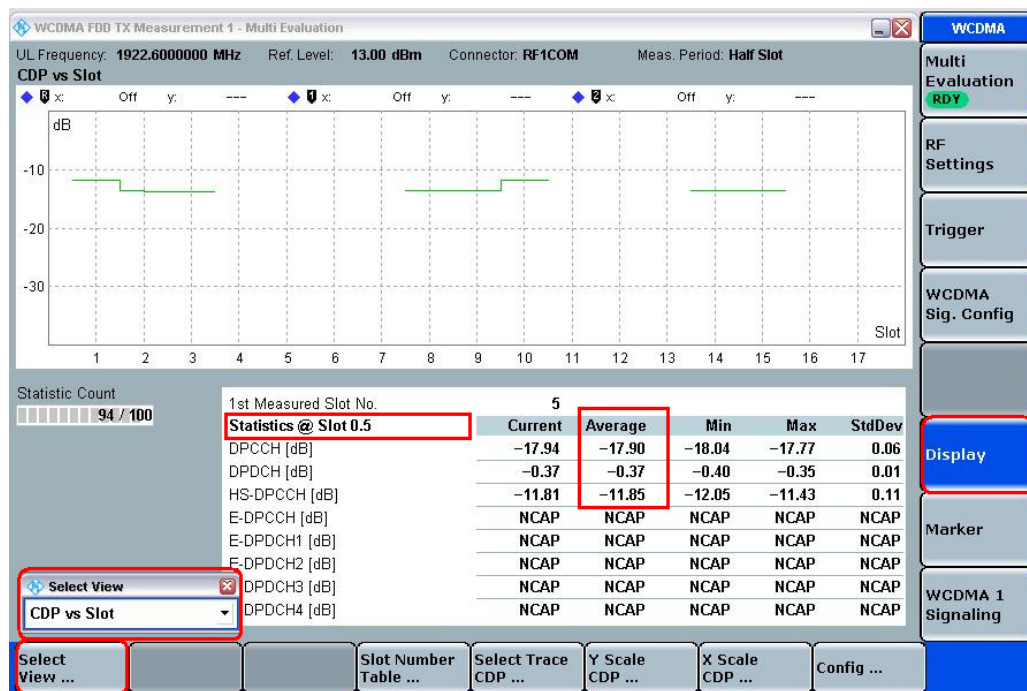 WCDMA FDD TX Measurement 1 - Multi Evaluation
WCDMA
UL Frequency: 1922.6000000 MHz Ref. Level: 13.00 dBm Connector: RF1COM Meas. Period: Half Slot
CDP vs Slot
R x: Off y: --- 1 x: Off y: --- 2 x: Off y: ---
dB
-10
-20
-30
Slot
1 2 3 4 5 6 7 8 9 10 11 12 13 14 15 16 17
Statistic Count
94 / 100
1st Measured Slot No. 5
Statistics @ Slot 0.5 Current Average Min Max StdDev
DPCCH [dB] -17.94 -17.90 -18.04 -17.77 0.06
DPDCH [dB] -0.37 -0.37 -0.40 -0.35 0.01
HS-DPCCH [dB] -11.81 -11.85 -12.05 -11.43 0.11
E-DPCCH [dB] NCAP NCAP NCAP NCAP NCAP
E-DPDCH1 [dB] NCAP NCAP NCAP NCAP NCAP
E-DPDCH2 [dB] NCAP NCAP NCAP NCAP NCAP
DPDCH3 [dB] NCAP NCAP NCAP NCAP NCAP
DPDCH4 [dB] NCAP NCAP NCAP NCAP NCAP
Select View
CDP vs Slot
Multi
Evaluation
RDY
RF
Settings
Trigger
WCDMA
Sig. Config
Display
Marker
WCDMA 1
Signaling
Select
View ...
Slot Number
Table ...
Select Trace
CDP ...
Y Scale
CDP ...
X Scale
CDP ...
Config ...